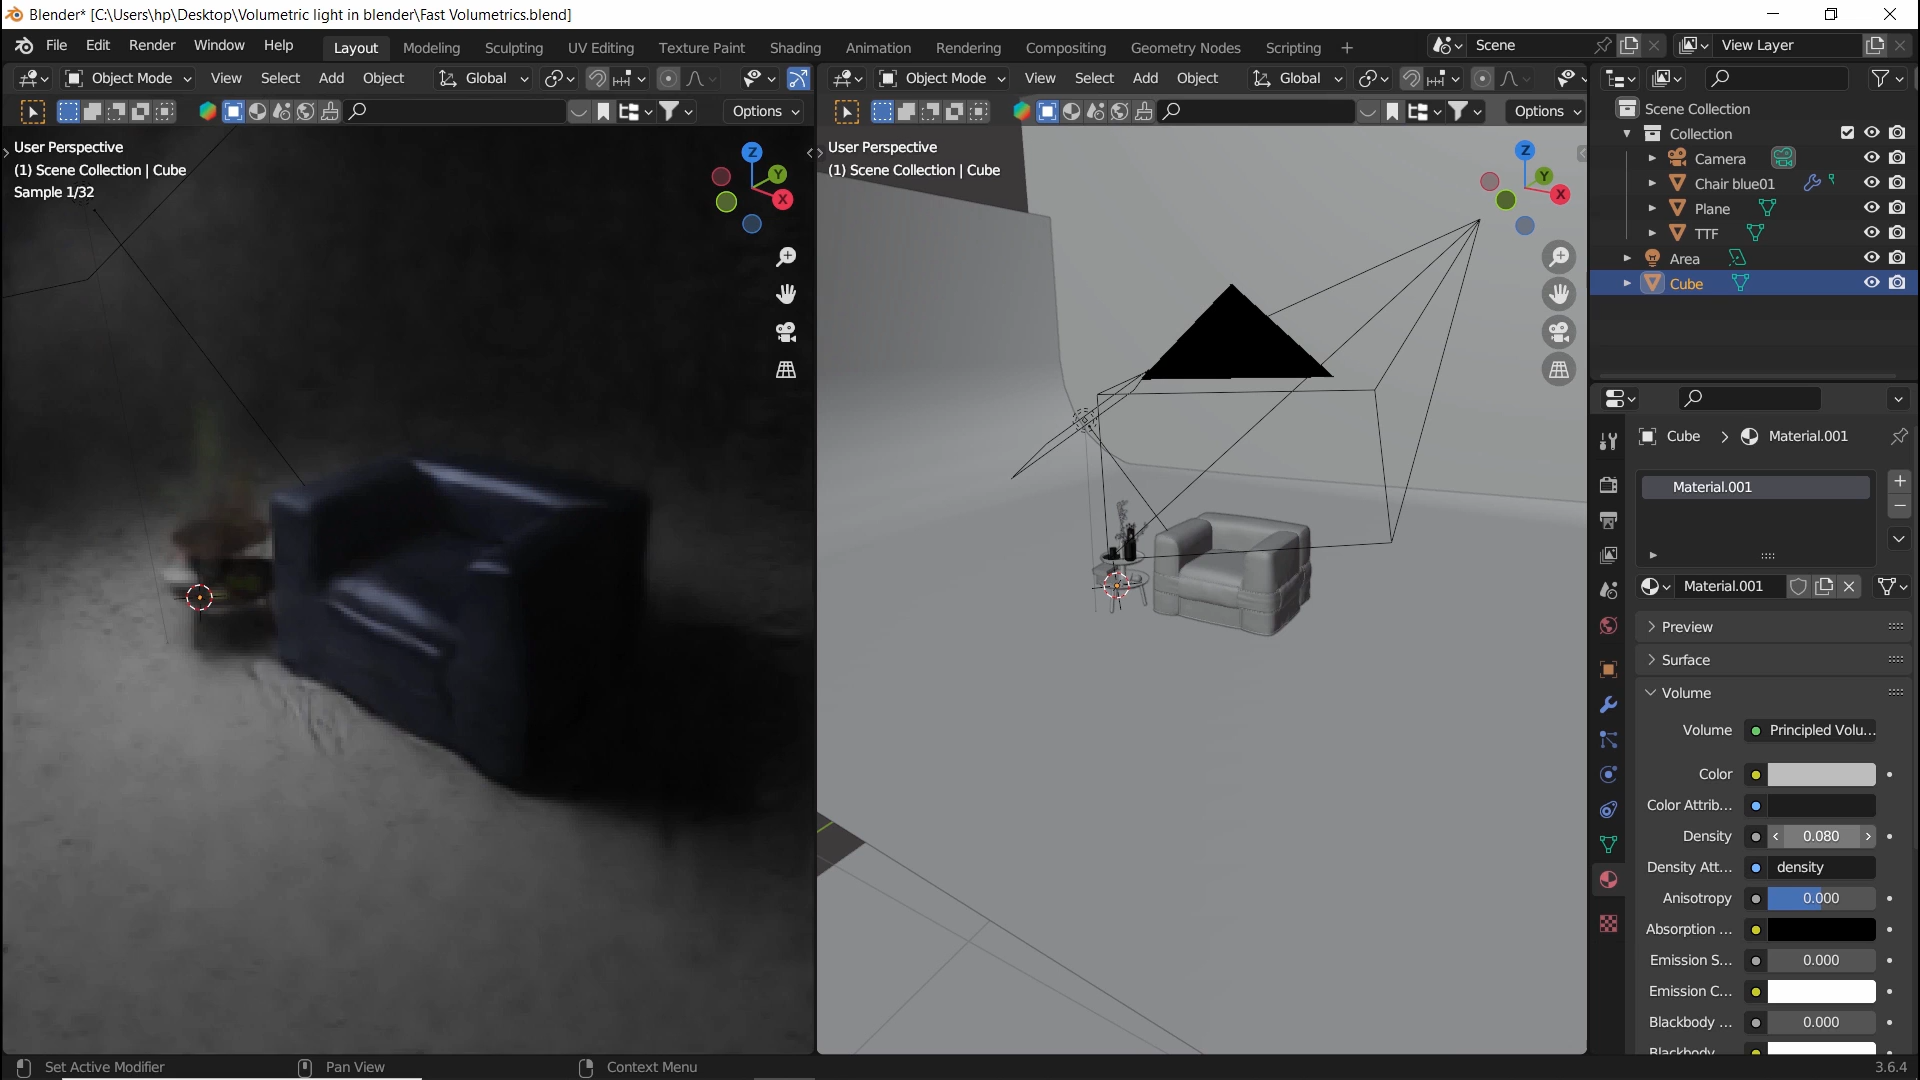 Blender* [C:\Users\hp\Desktop\Volumetric light in blender\Fast Volumetrics.blend]
File Edit Render Window Help Layout Modeling Sculpting UV Editing Texture Paint Shading Animation Rendering Compositing Geometry Nodes Scripting + Scene View Layer
Object Mode View Select Add Object Global Object Mode View Select Add Object Global
Options Options
User Perspective
(1) Scene Collection | Cube
Sample 1/32
Z
Y
X
User Perspective
(1) Scene Collection | Cube
Z
Y
X
Scene Collection
Collection
Camera
Chair blue01
Plane
TTF
Area
Cube
Cube > Material.001
Material.001
Material.001
Preview
Surface
Volume
Volume Principled Volu...
Color
Color Attrib...
Density 0.080
Density Att... density
Anisotropy 0.000
Absorption ...
Emission S... 0.000
Emission C...
Blackbody ... 0.000
Blackbody
Set Active Modifier Pan View Context Menu 3.6.4